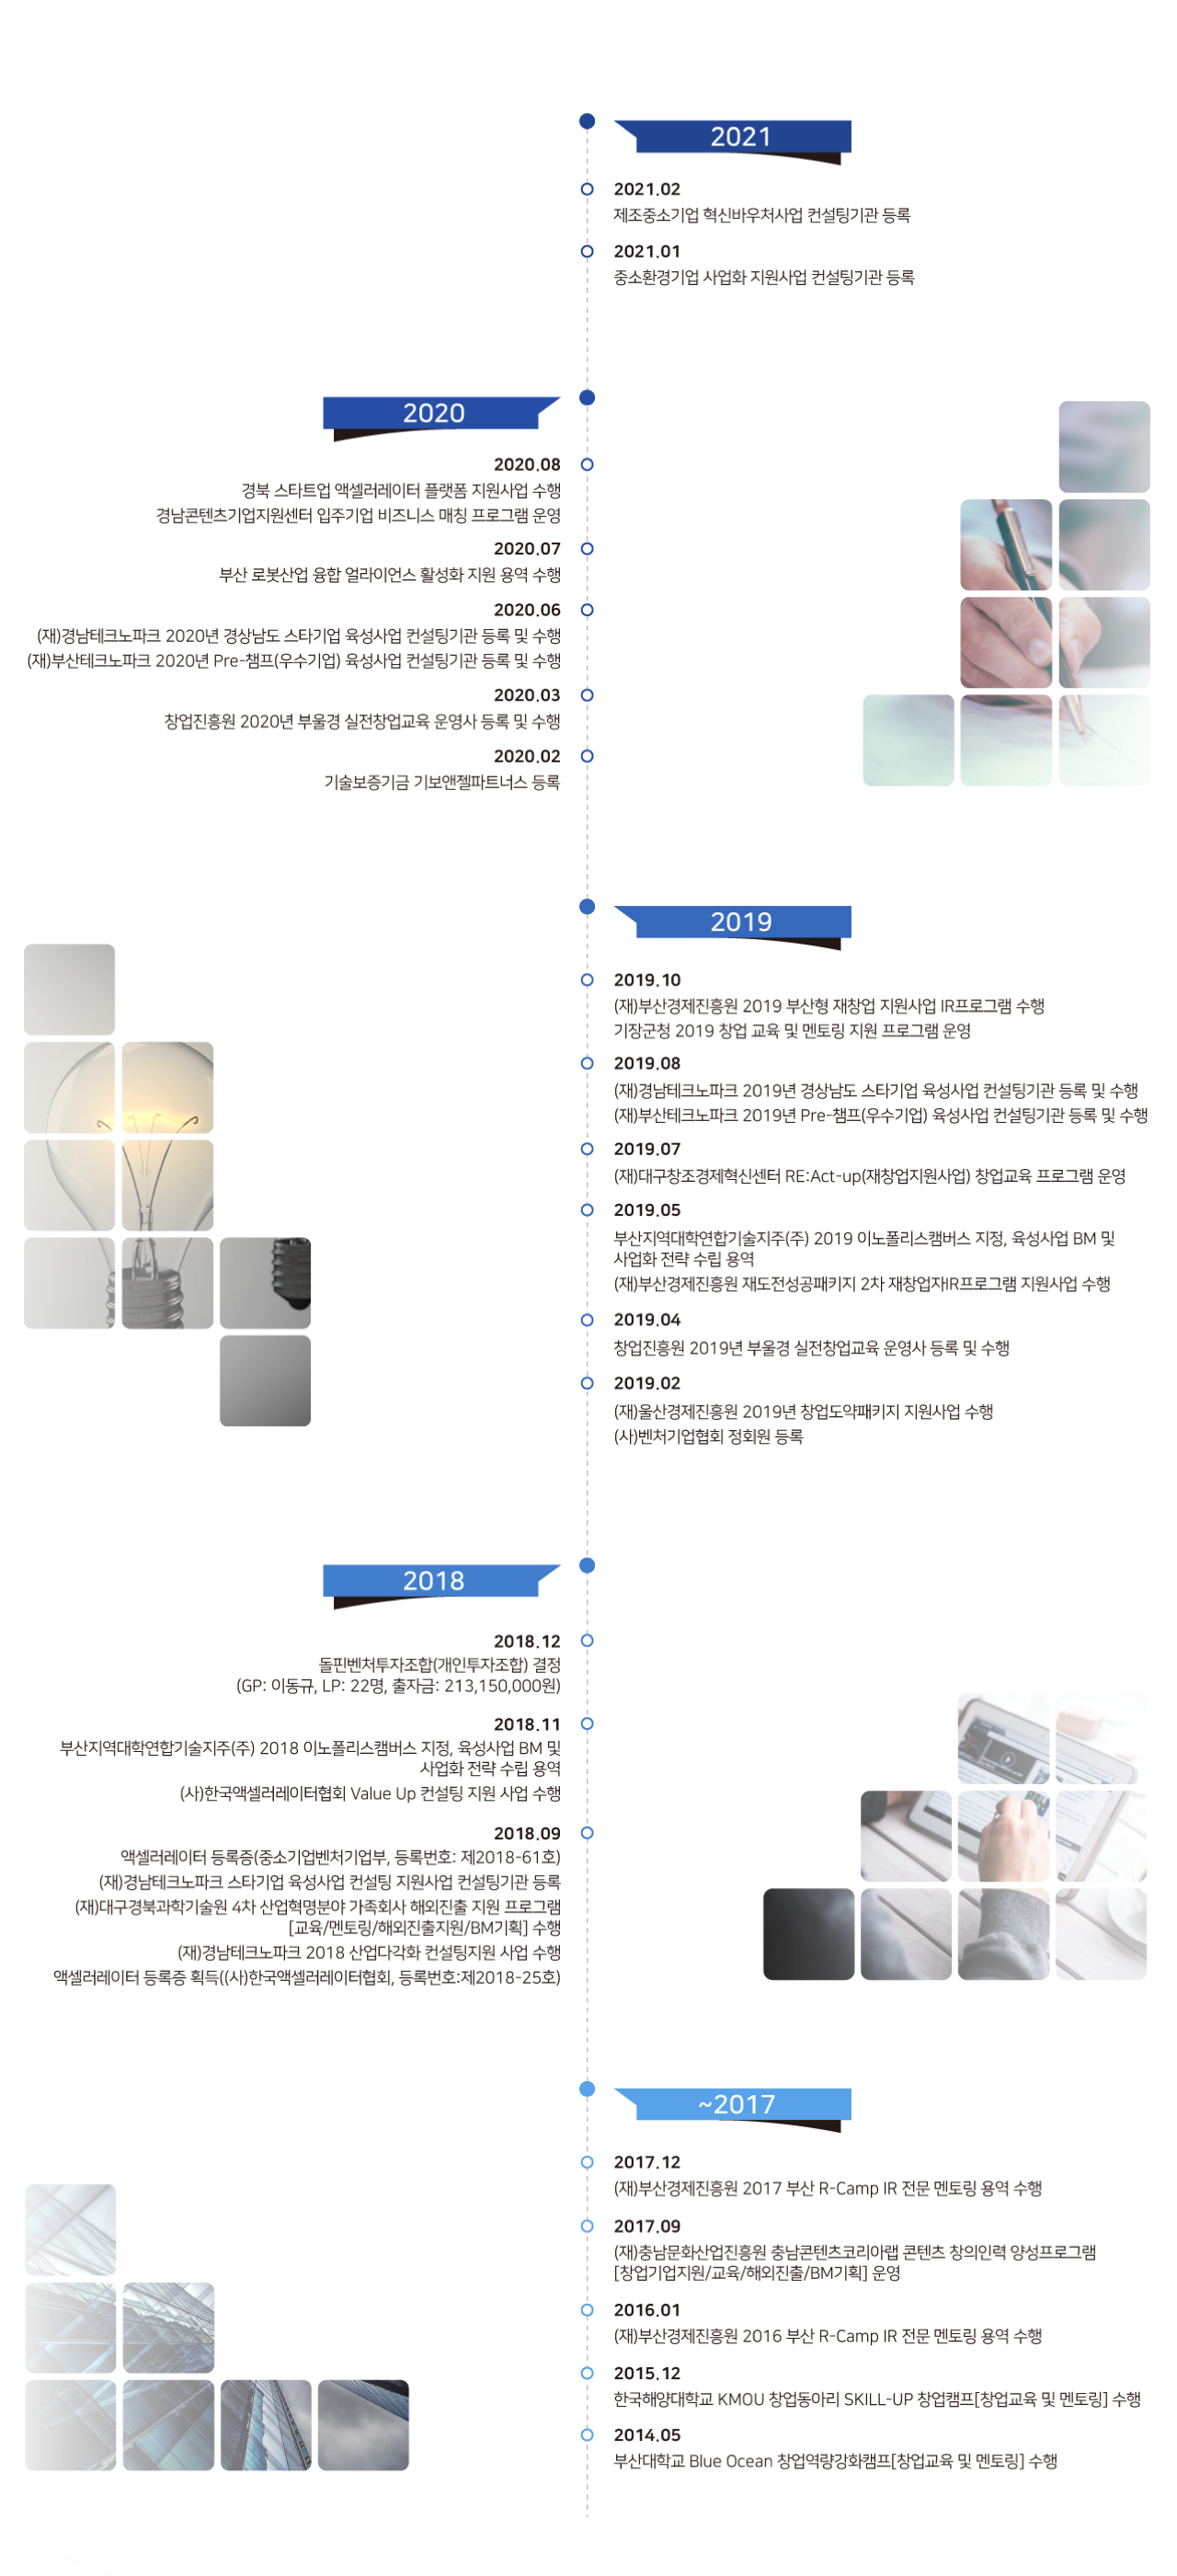 2021
2021.02
제조중소기업 혁신바우처사업 컨설팅기관 등록
2021.01
중소환경기업 사업화 지원사업 컨설팅기관 등록
2020
2020.08
경북 스타트업 액셀러레이터 플랫폼 지원사업 수행
경남콘텐츠기업지원센터 입주기업 비즈니스 매칭 프로그램 운영
2020.07
부산 로봇산업 융합 얼라이언스 활성화 지원 용역 수행
2020.06
(재)경남테크노파크 2020년 경상남도 스타기업 육성사업 컨설팅기관 등록 및 수행
(재)부산테크노파크 2020년 Pre-챔프(우수기업) 육성사업 컨설팅기관 등록 및 수행
2020.03
창업진흥원 2020년 부울경 실전창업교육 운영사 등록 및 수행
2020.02
기술보증기금 기보앤젤파트너스 등록
2019
2019.10
(재)부산경제진흥원 2019 부산형 재창업 지원사업 IR프로그램 수행
기장군청 2019 창업 교육 및 멘토링 지원 프로그램 운영
2019.08
(재)경남테크노파크 2019년 경상남도 스타기업 육성사업 컨설팅기관 등록 및 수행
(재)부산테크노파크 2019년 Pre-챔프(우수기업) 육성사업 컨설팅기관 등록 및 수행
2019.07
(재)대구창조경제혁신센터 RE:Act-up(재창업지원사업) 창업교육 프로그램 운영
2019.05
부산지역대학연합기술지주(주) 2019 이노폴리스캠버스 지정, 육성사업 BM 및
사업화 전략 수립 용역
(재)부산경제진흥원 재도전성공패키지 2차 재창업자IR프로그램 지원사업 수행
2019.04
창업진흥원 2019년 부울경 실전창업교육 운영사 등록 및 수행
2019.02
(재)울산경제진흥원 2019년 창업도약패키지 지원사업 수행
(사)벤처기업협회 정회원 등록
2018
2018.12
돌핀벤처투자조합(개인투자조합) 결정
(GP: 이동규, LP: 22명, 출자금: 213,150,000원)
2018.11
부산지역대학연합기술지주(주) 2018 이노폴리스캠버스 지정, 육성사업 BM 및
사업화 전략 수립 용역
(사)한국액셀러레이터협회 Value Up 컨설팅 지원 사업 수행
2018.09
액셀러레이터 등록증(중소기업벤처기업부, 등록번호: 제2018-61호)
(재)경남테크노파크 스타기업 육성사업 컨설팅 지원사업 컨설팅기관 등록
(재)대구경북과학기술원 4차 산업혁명분야 가족회사 해외진출 지원 프로그램
[교육/멘토링/해외진출지원/BM기획] 수행
(재)경남테크노파크 2018 산업다각화 컨설팅지원 사업 수행
액셀러레이터 등록증 획득((사)한국액셀러레이터협회, 등록번호:제2018-25호)
~2017
2017.12
(재)부산경제진흥원 2017 부산 R-Camp IR 전문 멘토링 용역 수행
2017.09
(재)충남문화산업진흥원 충남콘텐츠코리아랩 콘텐츠 창의인력 양성프로그램
[창업기업지원/교육/해외진출/BM기획] 운영
2016.01
(재)부산경제진흥원 2016 부산 R-Camp IR 전문 멘토링 용역 수행
2015.12
한국해양대학교 KMOU 창업동아리 SKILL-UP 창업캠프[창업교육 및 멘토링] 수행
2014.05
부산대학교 Blue Ocean 창업역량강화캠프[창업교육 및 멘토링] 수행